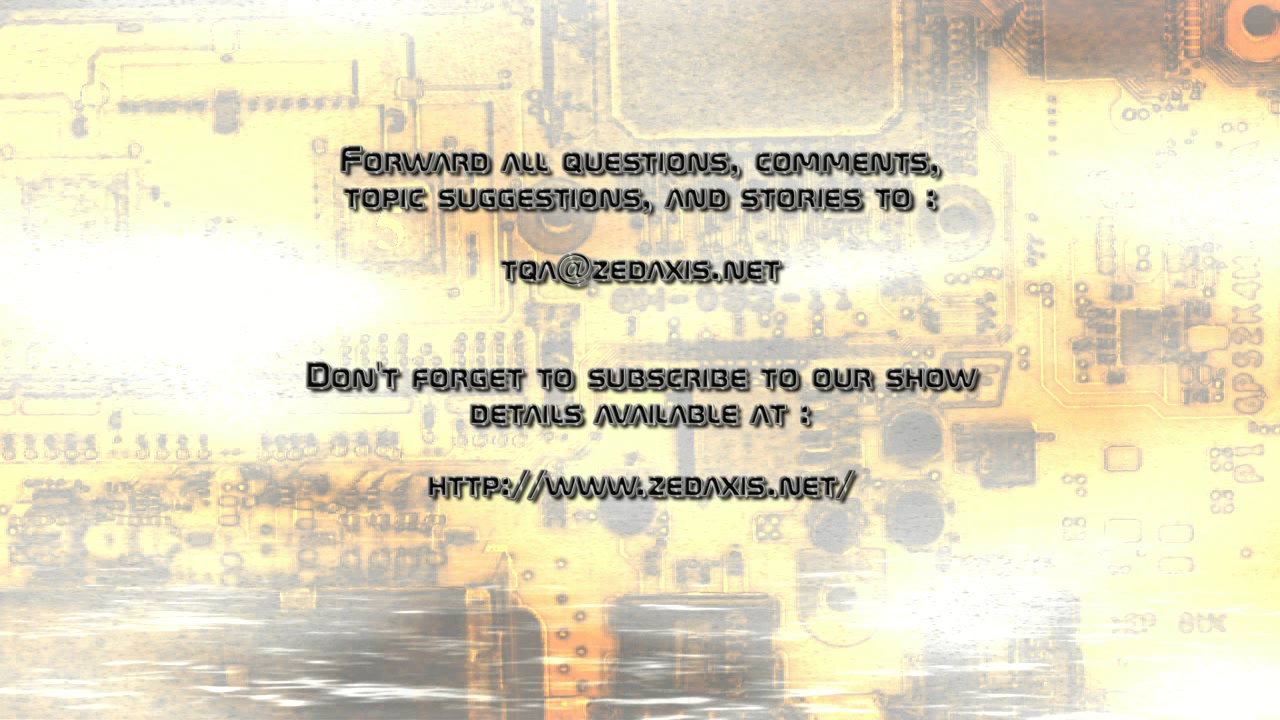 Forward all questions, comments,
topic suggestions, and stories to :
tqa@zedaxis.net
Don't forget to subscribe to our show
details available at :
http://www.zedaxis.net/